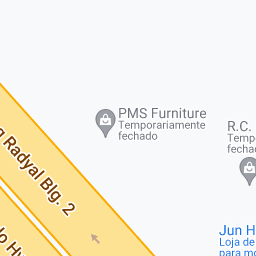 PMS Furniture
Temporariamente
fechado
R.C.
Radyal Blg. 2
Jun H
Loja de
para mo